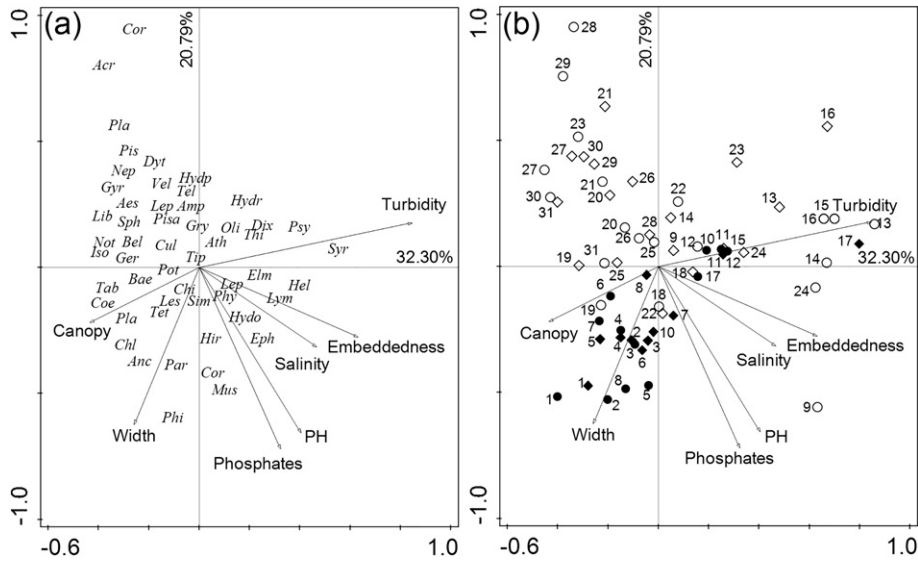 (a)
1.0
-1.0
-0.6
1.0
20.79%
32.30%
Cor
Acr
Pla
Pis
Dyt
Nep
Gyr
Vel
Hydp
Tel
Aes
Lep
Amp
Hydr
Lib
Sph
Pisa
Gry
Oli
Dix
Thi
Psy
Not
Bel
Cul
Ath
Syr
Iso
Ger
Tip
Pot
Elm
Bae
Tab
Chi
Lep
Hel
Coe
Les
Sim
Phy
Lym
Pla
Tet
Hydo
Chl
Hir
Eph
Anc
Par
Cor
Mus
Phi
Turbidity
Canopy
Embeddedness
Salinity
Width
PH
Phosphates
(b)
1.0
-1.0
-0.6
1.0
20.79%
32.30%
28
29
21
16
23
27 30
29
23
27
21
26
30
31
20
22
13
14
15
16
13
20
26
28
9
12 10
11
15
17
19
31
25
25
11 12
24
14
18
17
6
8
24
19
18
22
7
7
4
2
10
5
4
3
3
6
1
8
5
1
2
9
Turbidity
Canopy
Embeddedness
Salinity
Width
PH
Phosphates